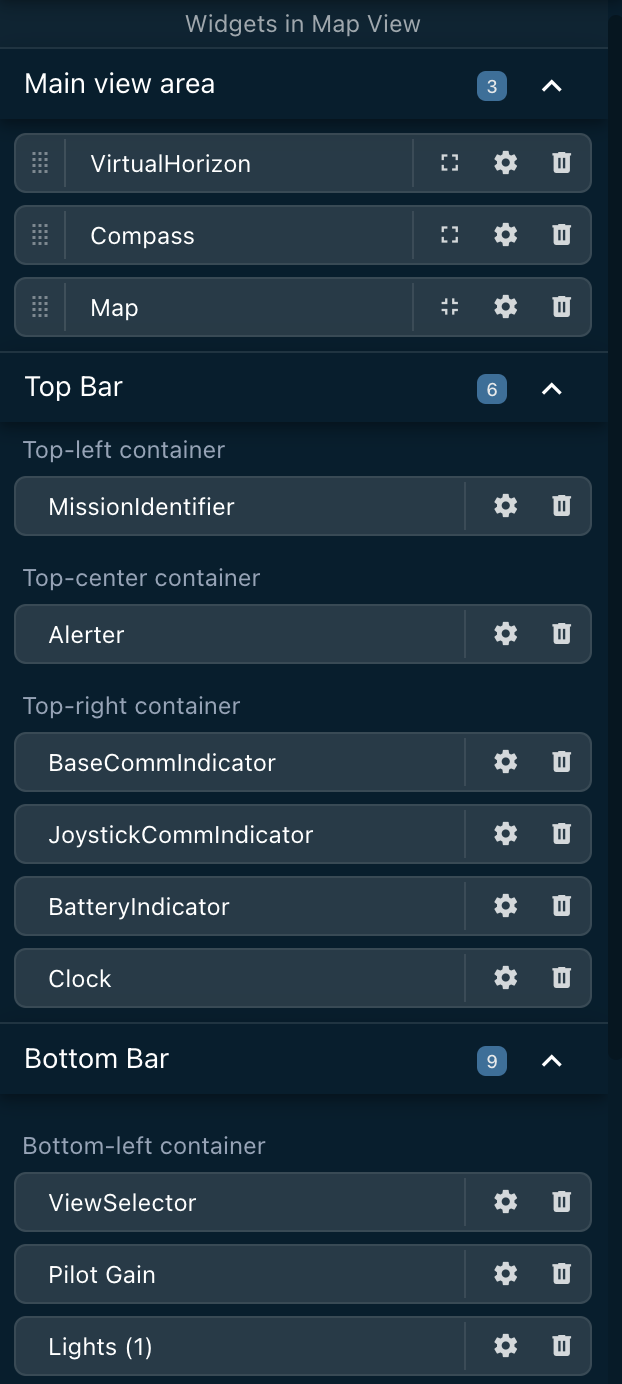 Widgets in Map View
Main view area 3
VirtualHorizon
Compass
Map
Top Bar 6
Top-left container
MissionIdentifier
Top-center container
Alerter
Top-right container
BaseCommIndicator
JoystickCommIndicator
BatteryIndicator
Clock
Bottom Bar 9
Bottom-left container
ViewSelector
Pilot Gain
Lights (1)